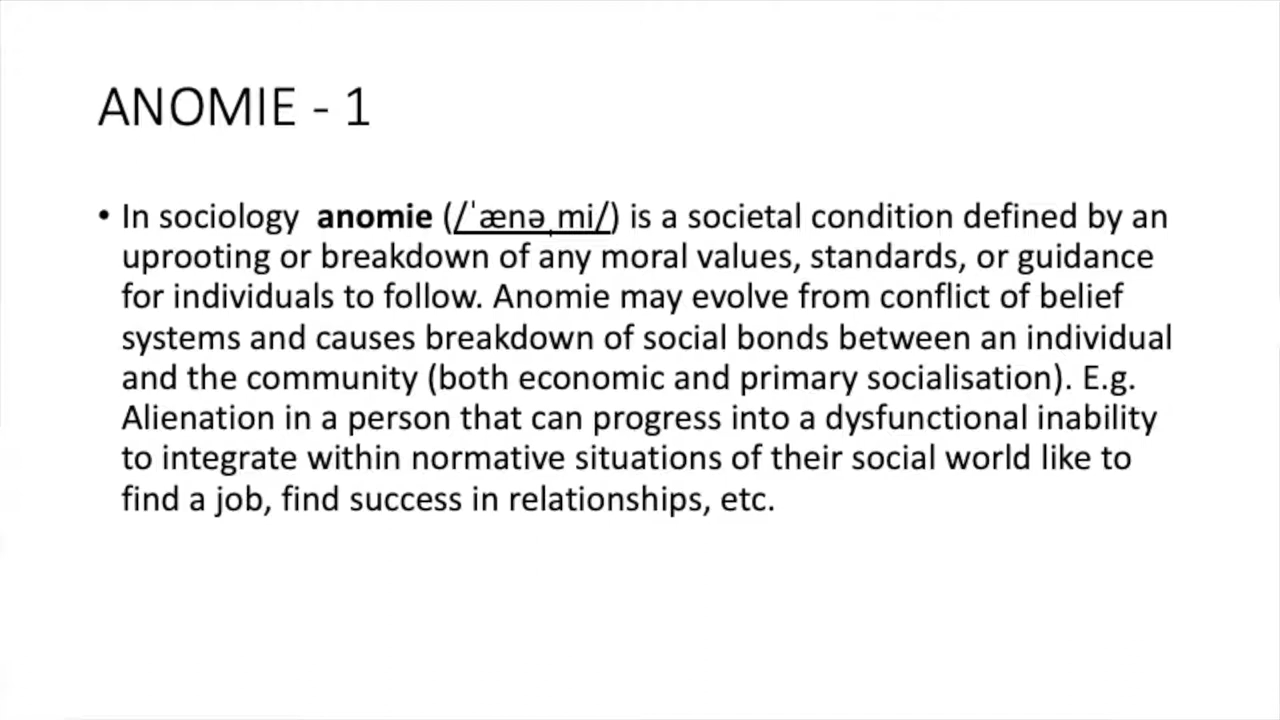 ANOMIE - 1
• In sociology  anomie (/ˈænəˌmi/) is a societal condition defined by an
uprooting or breakdown of any moral values, standards, or guidance
for individuals to follow. Anomie may evolve from conflict of belief
systems and causes breakdown of social bonds between an individual
and the community (both economic and primary socialisation). E.g.
Alienation in a person that can progress into a dysfunctional inability
to integrate within normative situations of their social world like to
find a job, find success in relationships, etc.